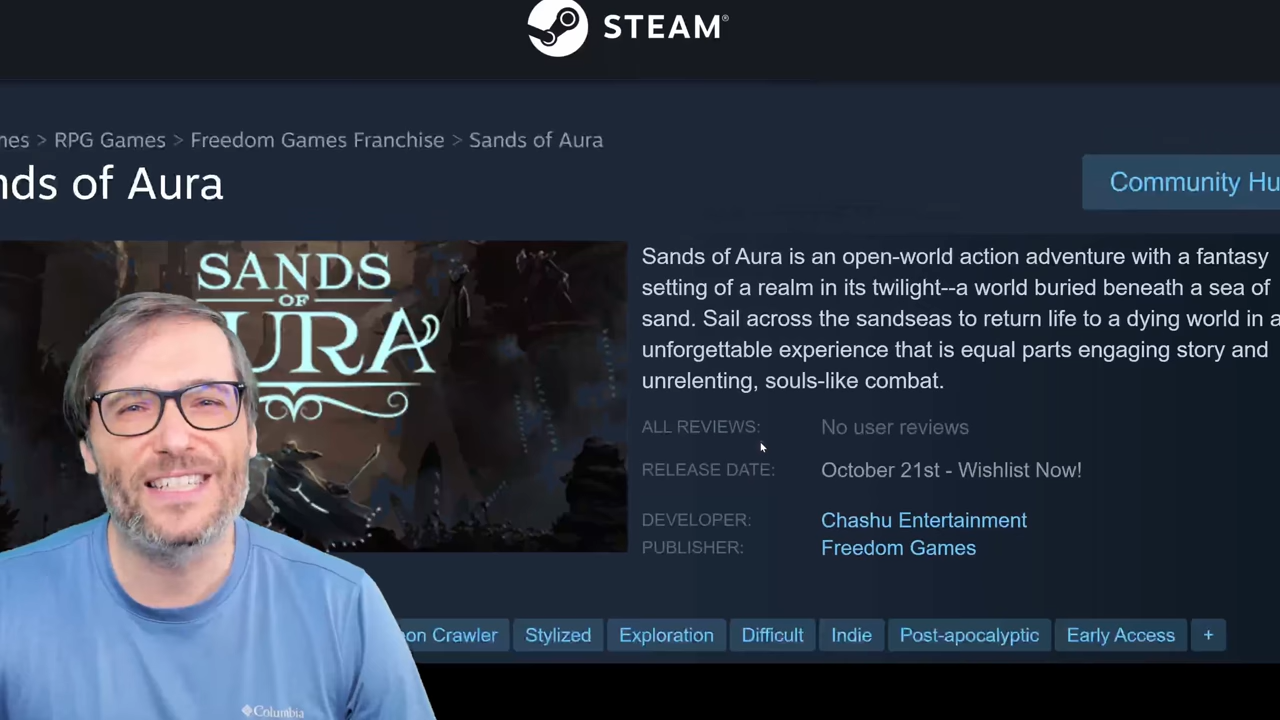 STEAM®
mes > RPG Games > Freedom Games Franchise > Sands of Aura
nds of Aura
Community Hu
SANDS
OF
URA
Sands of Aura is an open-world action adventure with a fantasy
setting of a realm in its twilight--a world buried beneath a sea of
sand. Sail across the sandseas to return life to a dying world in a
unforgettable experience that is equal parts engaging story and
unrelenting, souls-like combat.
ALL REVIEWS: No user reviews
RELEASE DATE: October 21st - Wishlist Now!
DEVELOPER: Chashu Entertainment
PUBLISHER: Freedom Games
on Crawler Stylized Exploration Difficult Indie Post-apocalyptic Early Access +
Columbia